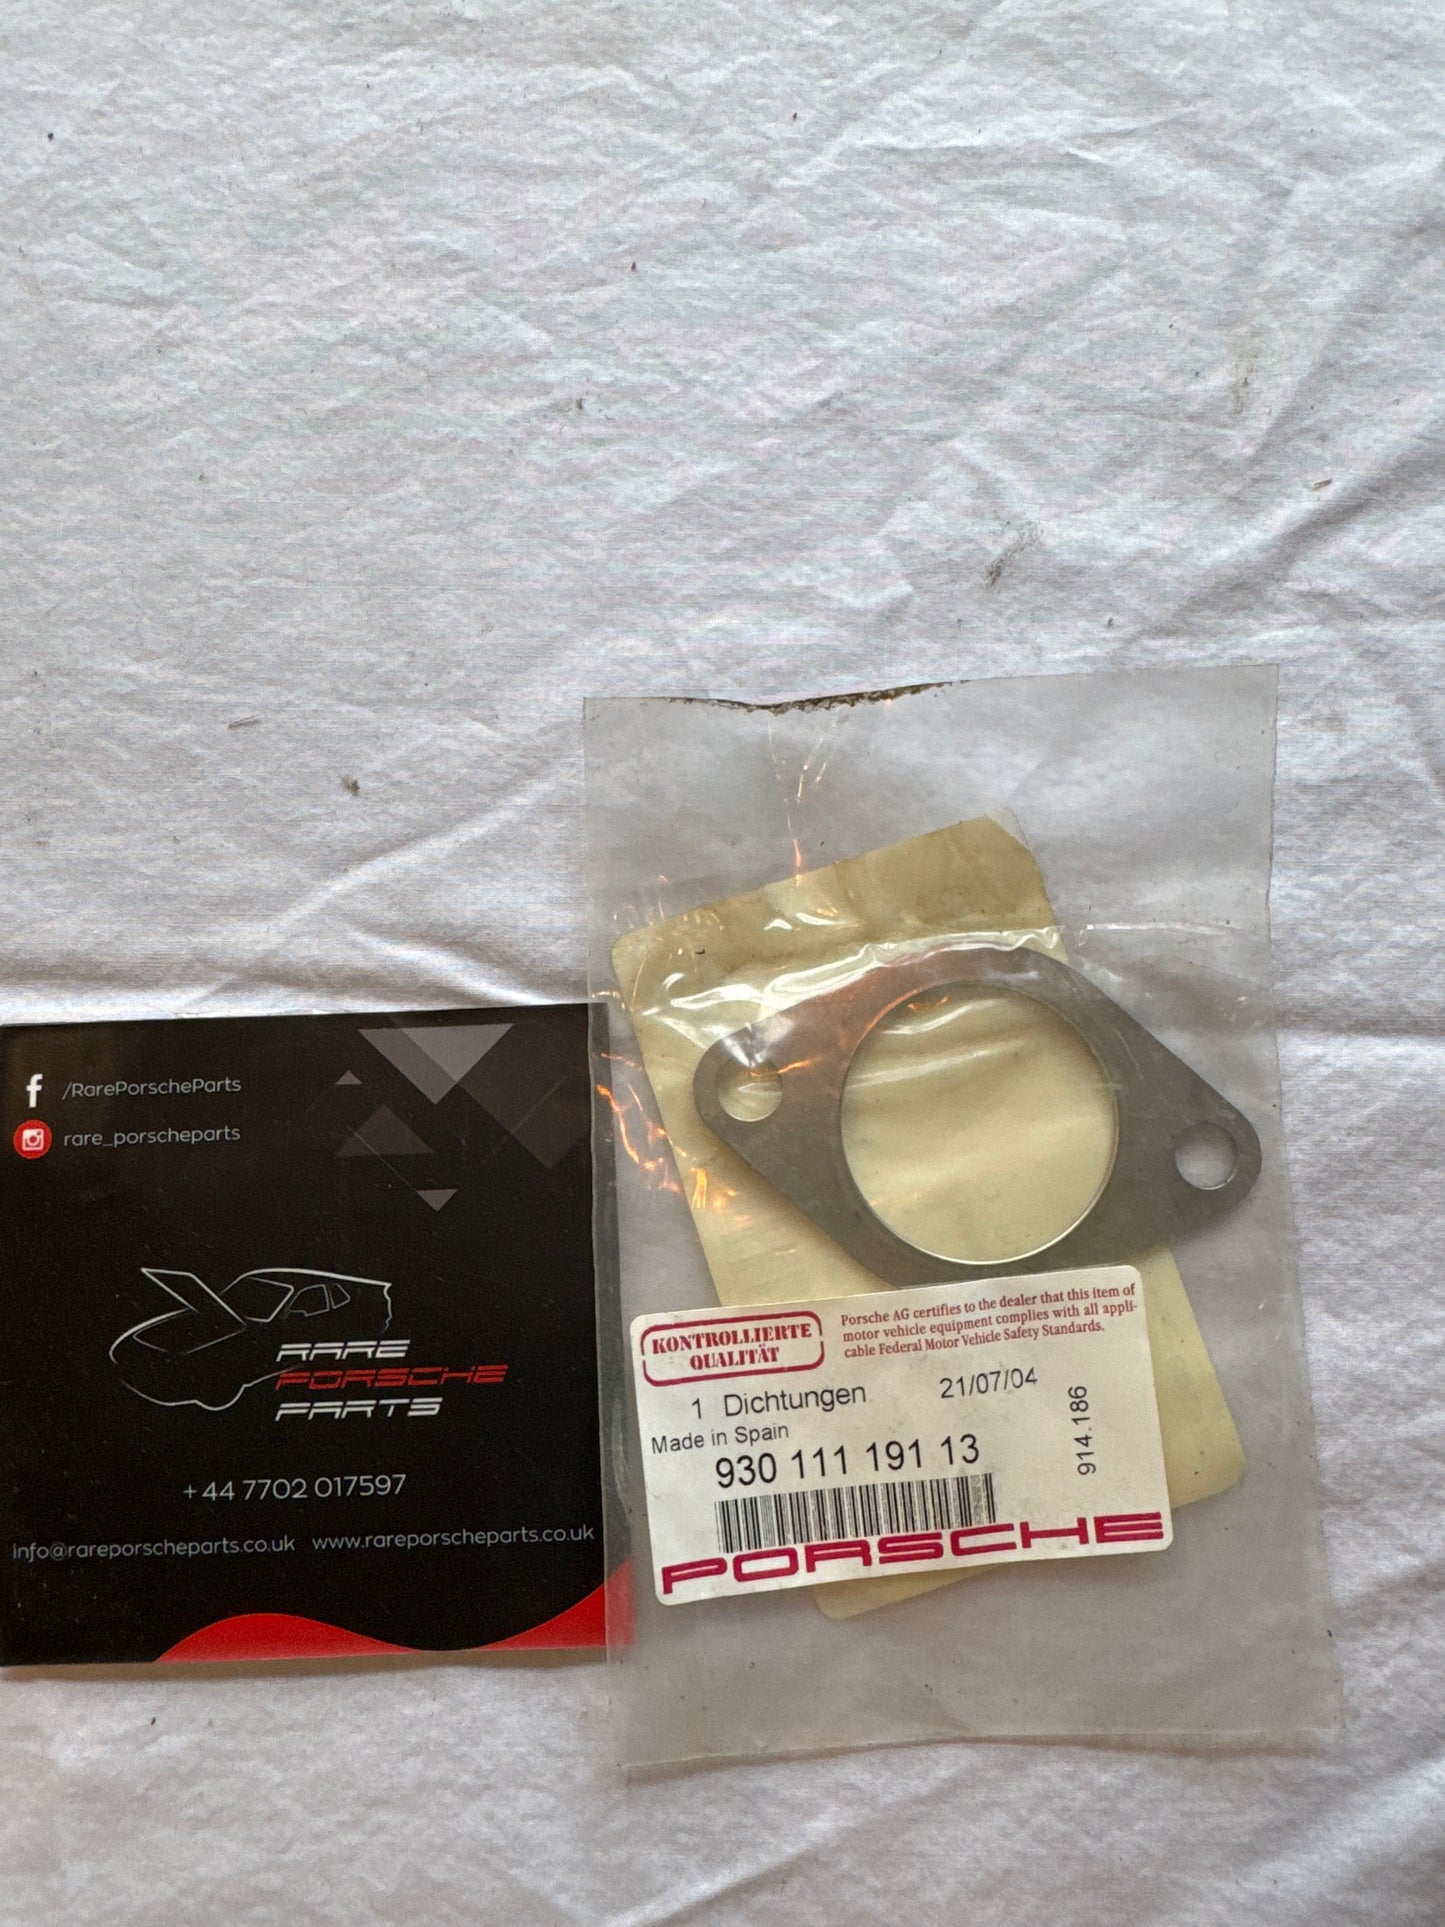 /RarePorscheParts
rare_porscheparts
RARE
PORSCHE
PARTS
+44 7702 017597
info@rareporscheparts.co.uk www.rareporscheparts.co.uk
KONTROLLIERTE
QUALITÄT
Porsche AG certifies to the dealer that this item of
motor vehicle equipment complies with all appli-
cable Federal Motor Vehicle Safety Standards.
1 Dichtungen 21/07/04
Made in Spain
930 111 191 13
914.186
PORSCHE